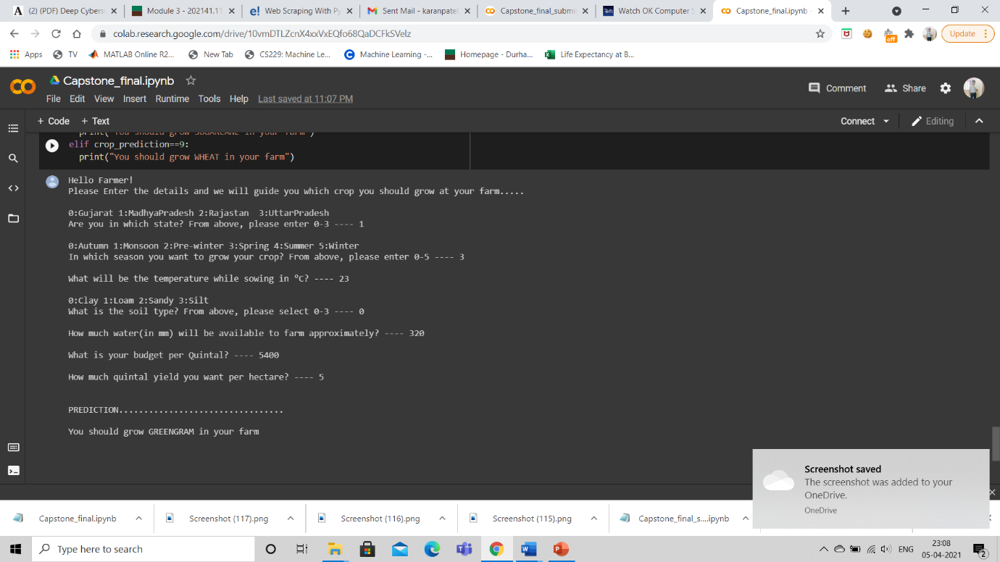 (2) (PDF) Deep Cyberse
Module 3 - 202141.11
Web Scraping With Py
Sent Mail - karanpatel
Capstone_final_submis
Watch OK Computer S
Capstone_final.ipynb -
colab.research.google.com/drive/10vmDTLZcnX4xxVxEQfo68QaDCFkSVelz
off
Update
Apps
TV
MATLAB Online R2...
New Tab
CS229: Machine Le...
Machine Learning -...
Homepage - Durha...
Life Expectancy at B...
Capstone_final.ipynb
Comment
Share
File Edit View Insert Runtime Tools Help Last saved at 11:07 PM
+ Code + Text
Connect
Editing
print("You should grow SUGARCANE in your farm")
elif crop_prediction==9:
print("You should grow WHEAT in your farm")
Hello Farmer!
Please Enter the details and we will guide you which crop you should grow at your farm.....
0:Gujarat 1:MadhyaPradesh 2:Rajastan  3:UttarPradesh
Are you in which state? From above, please enter 0-3 ---- 1
0:Autumn 1:Monsoon 2:Pre-winter 3:Spring 4:Summer 5:Winter
In which season you want to grow your crop? From above, please enter 0-5 ---- 3
What will be the temperature while sowing in °C? ---- 23
0:Clay 1:Loam 2:Sandy 3:Silt
What is the soil type? From above, please select 0-3 ---- 0
How much water(in mm) will be available to farm approximately? ---- 320
What is your budget per Quintal? ---- 5400
How much quintal yield you want per hectare? ---- 5
PREDICTION.................................
You should grow GREENGRAM in your farm
Screenshot saved
The screenshot was added to your
OneDrive.
OneDrive
Capstone_final.ipynb
Screenshot (117).png
Screenshot (116).png
Screenshot (115).png
Capstone_final_s....ipynb
Type here to search
ENG
23:08
05-04-2021
2